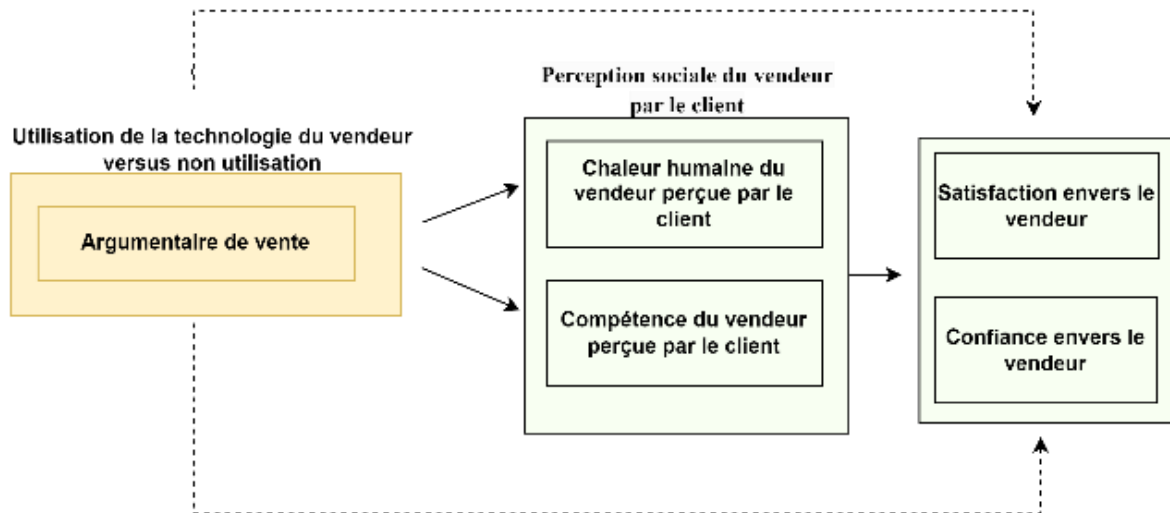 Perception sociale du vendeur
par le client
Utilisation de la technologie du vendeur
versus non utilisation
Argumentaire de vente
Chaleur humaine du
vendeur perçue par le
client
Compétence du vendeur
perçue par le client
Satisfaction envers le
vendeur
Confiance envers le
vendeur